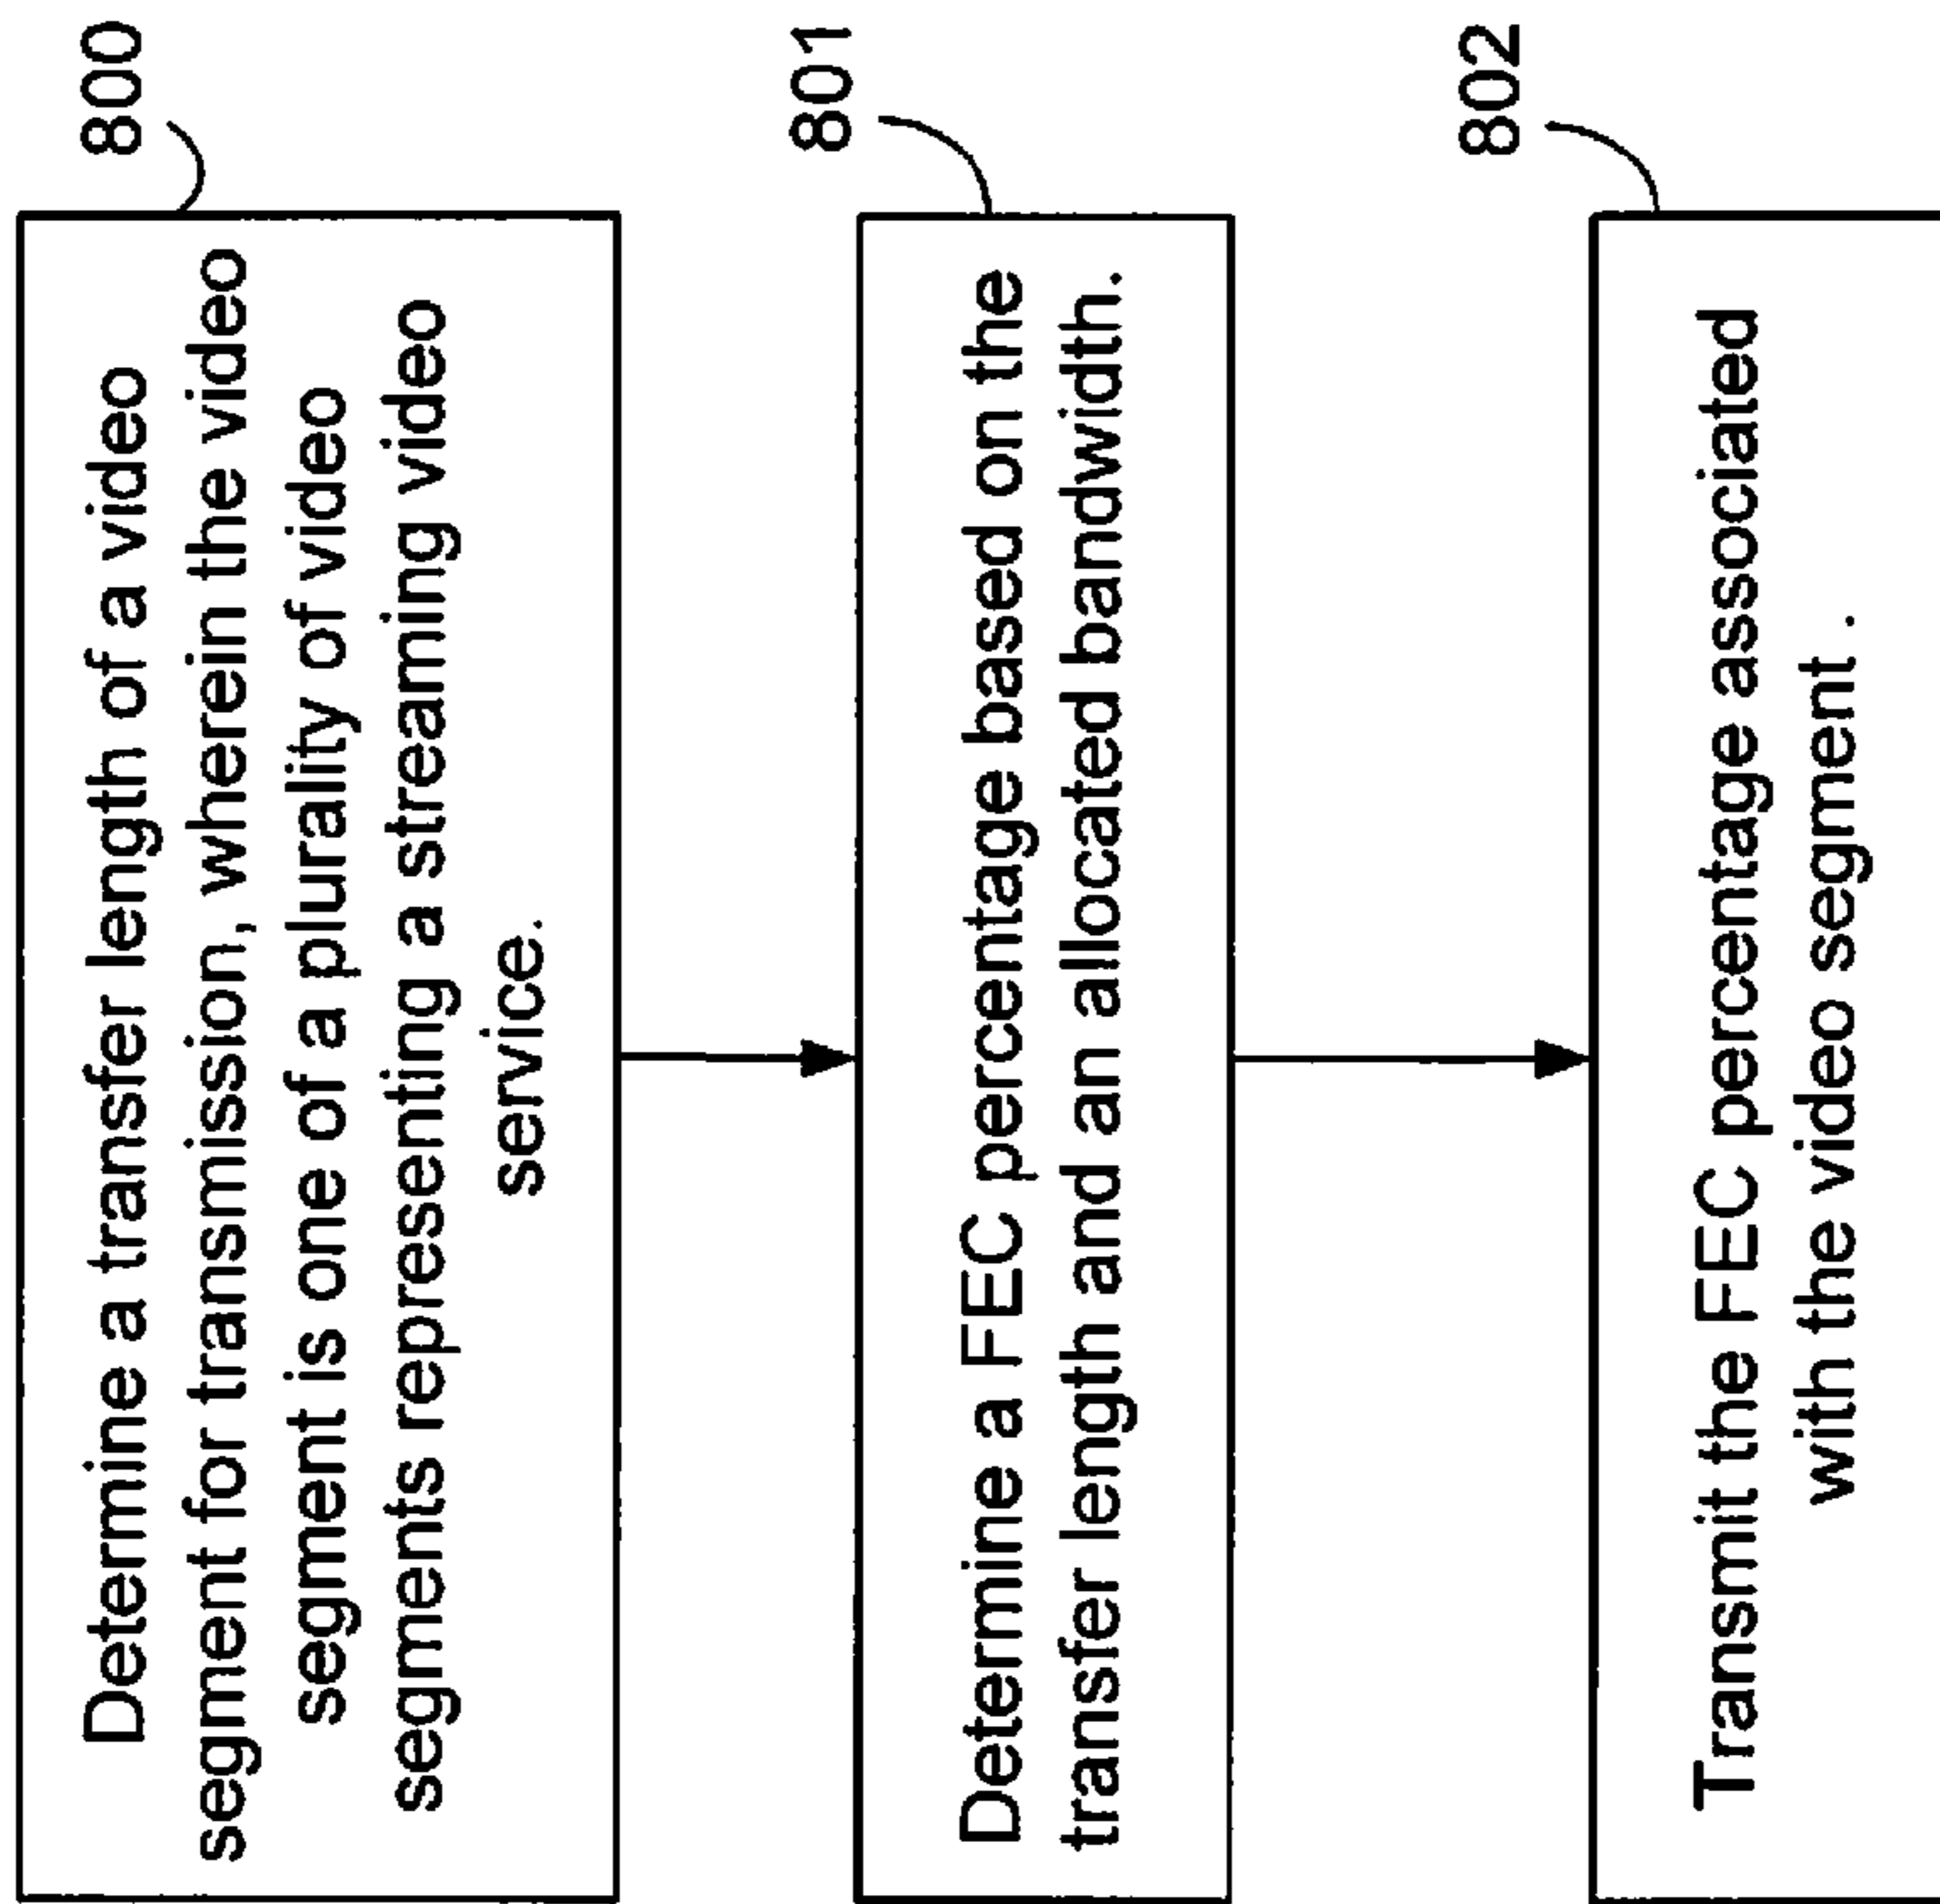 Determine a transfer length of a video
segment for transmission, wherein the video
segment is one of a plurality of video
segments representing a streaming video
service.
800
Determine a FEC percentage based on the
transfer length and an allocated bandwidth.
801
Transmit the FEC percentage associated
with the video segment .
802